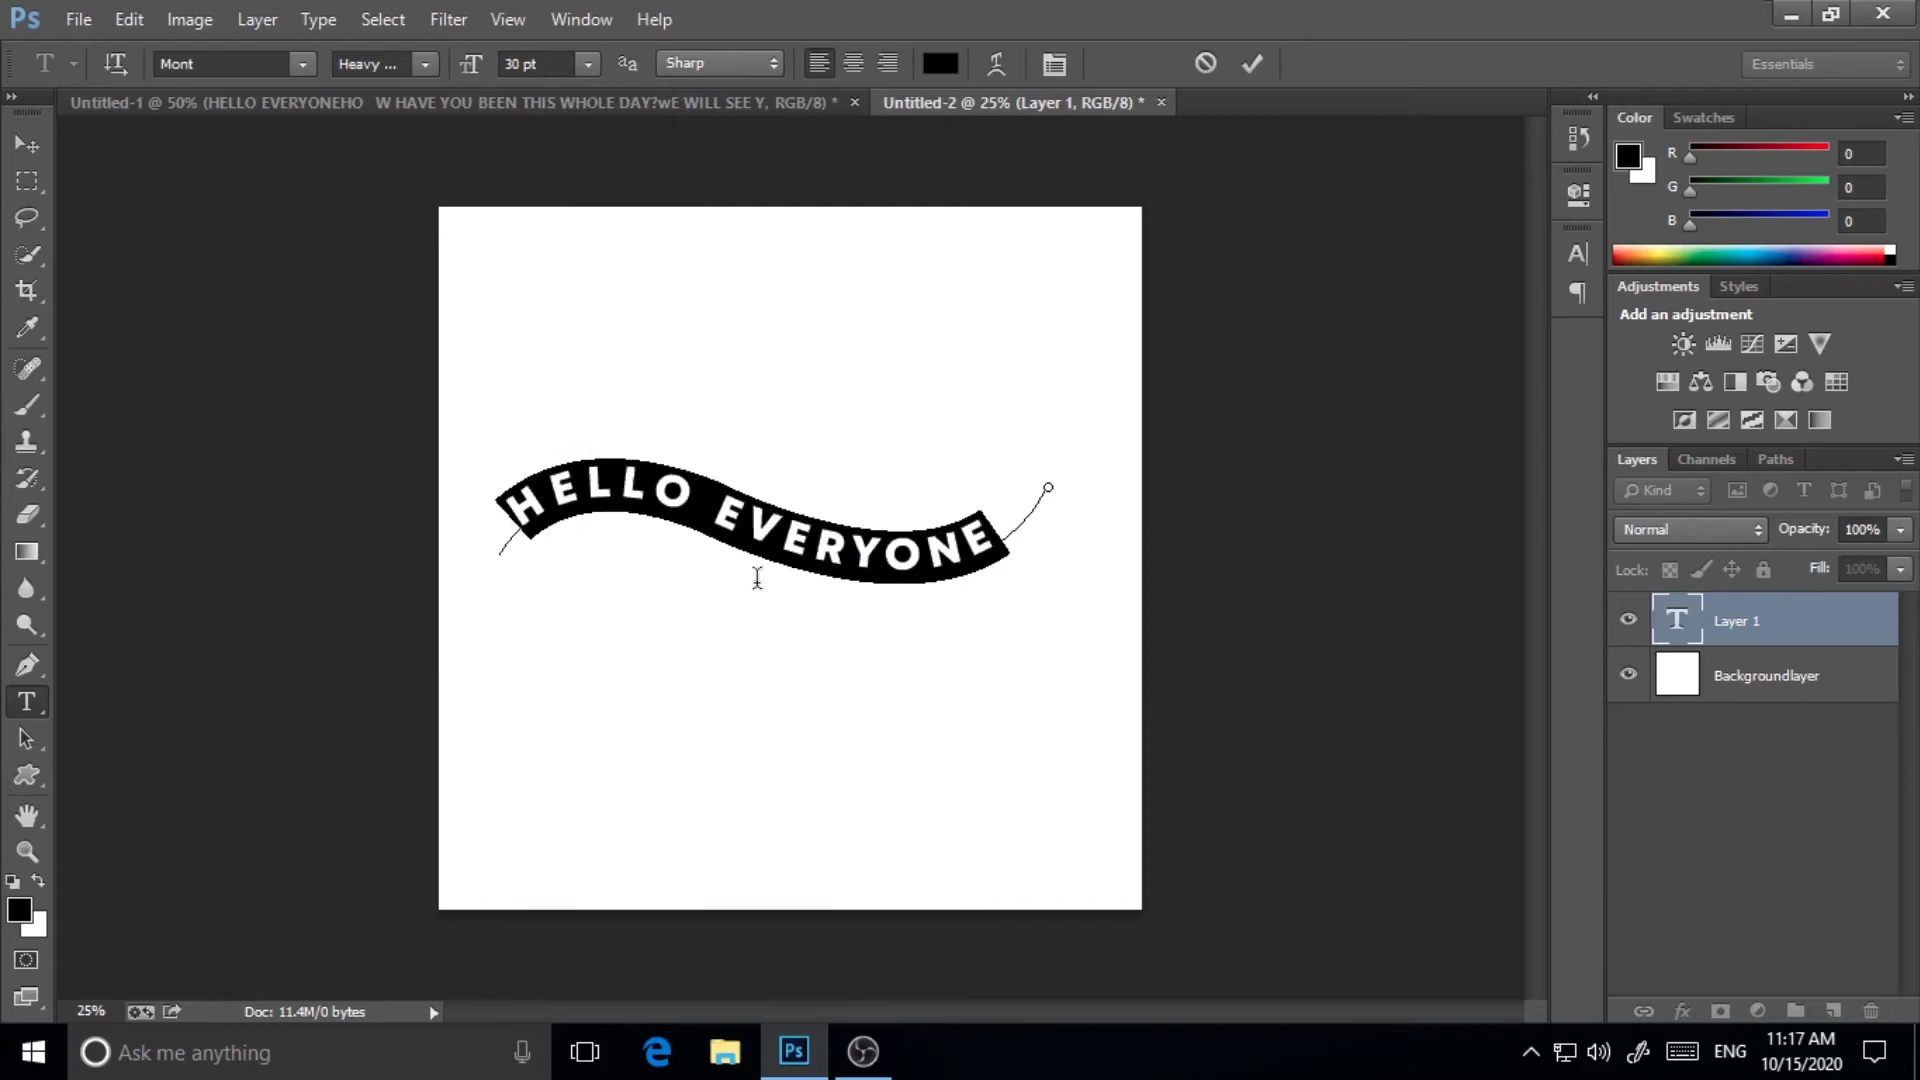 Ps File Edit Image Layer Type Select Filter View Window Help
T Mont Heavy ... 30 pt aa Sharp Essentials
Untitled-1 @ 50% (HELLO EVERYONEHO W HAVE YOU BEEN THIS WHOLE DAY?wE WILL SEE Y, RGB/8) * × Untitled-2 @ 25% (Layer 1, RGB/8) * ×
Color Swatches
R 0
G 0
B 0
Adjustments Styles
Add an adjustment
HELLO EVERYONE
Layers Channels Paths
Kind
Normal Opacity: 100%
Lock: Fill: 100%
T Layer 1
Backgroundlayer
25% Doc: 11.4M/0 bytes
Ask me anything
Ps
ENG
11:17 AM
10/15/2020